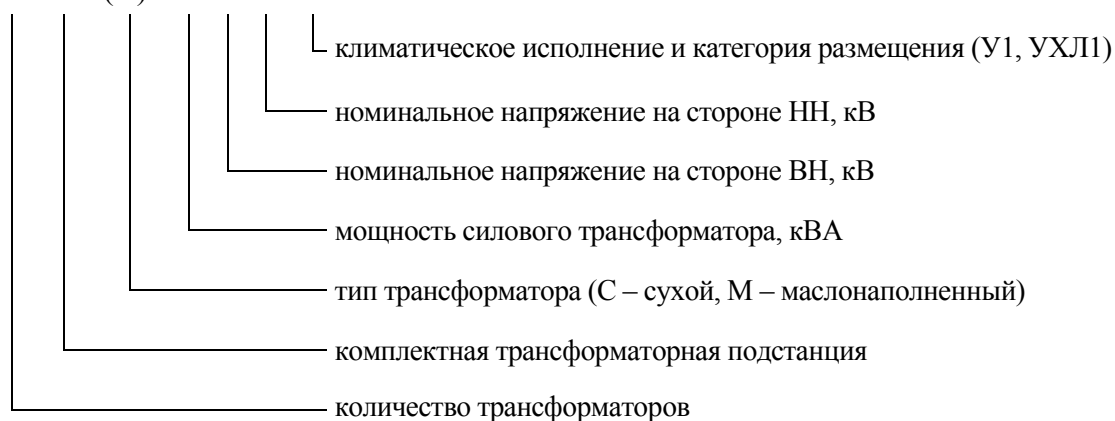 климатическое исполнение и категория размещения (У1, УХЛ1)
номинальное напряжение на стороне НН, кВ
номинальное напряжение на стороне ВН, кВ
мощность силового трансформатора, кВА
тип трансформатора (С – сухой, М – маслонаполненный)
комплектная трансформаторная подстанция
количество трансформаторов